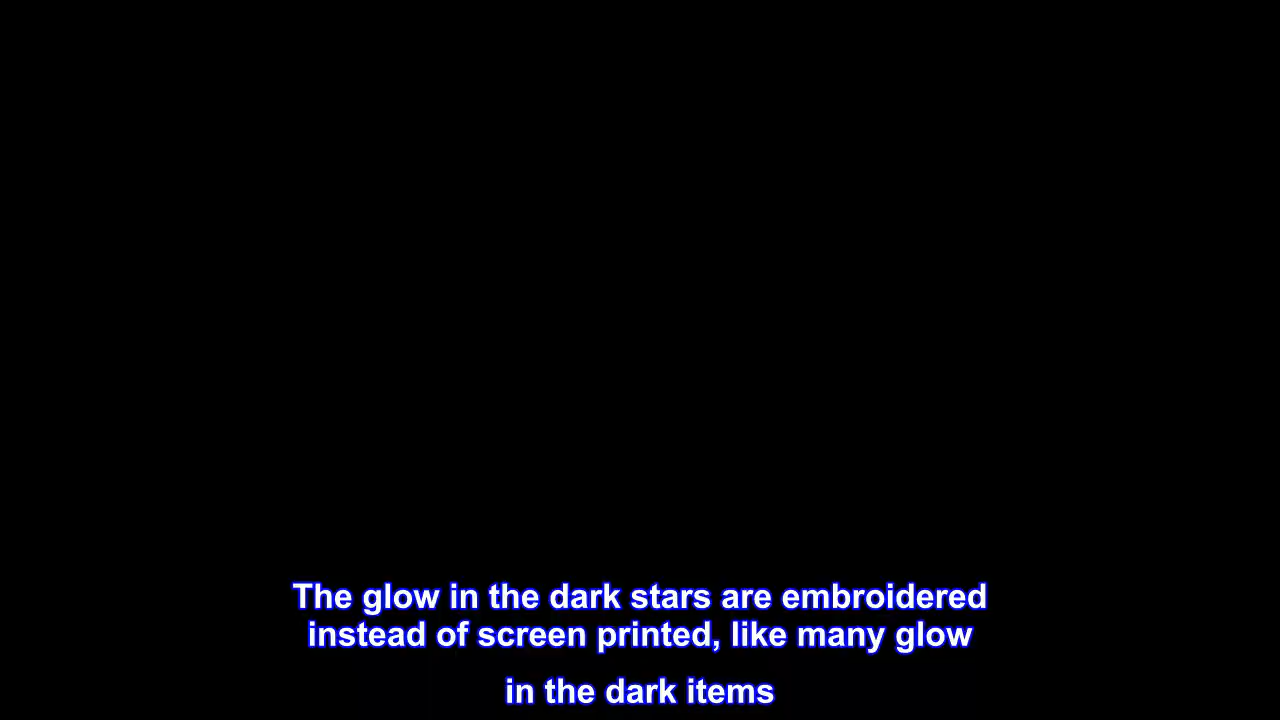 The glow in the dark stars are embroidered
instead of screen printed, like many glow
in the dark items